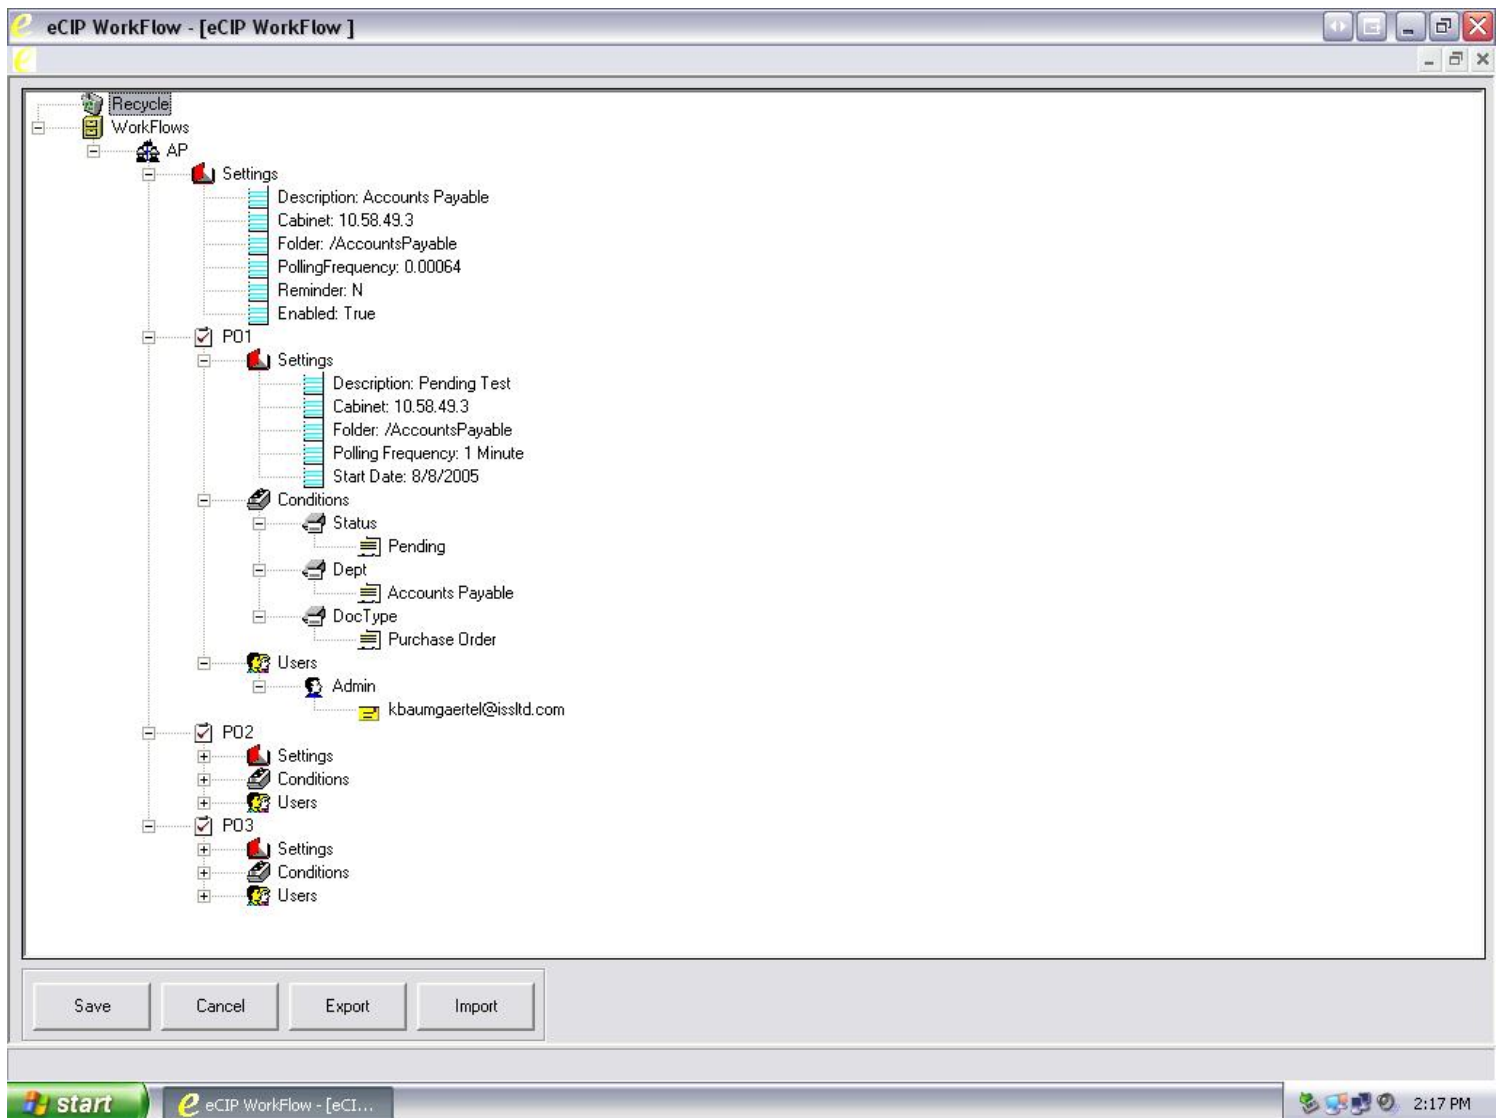 eCIP WorkFlow - [eCIP WorkFlow ]
Recycle
WorkFlows
AP
Settings
Description: Accounts Payable
Cabinet: 10.58.49.3
Folder: /AccountsPayable
PollingFrequency: 0.00064
Reminder: N
Enabled: True
PO1
Settings
Description: Pending Test
Cabinet: 10.58.49.3
Folder: /AccountsPayable
Polling Frequency: 1 Minute
Start Date: 8/8/2005
Conditions
Status
Pending
Dept
Accounts Payable
DocType
Purchase Order
Users
Admin
kbaumgaertel@issltd.com
PO2
Settings
Conditions
Users
PO3
Settings
Conditions
Users
Save Cancel Export Import
start eCIP WorkFlow - [eCI... 2:17 PM